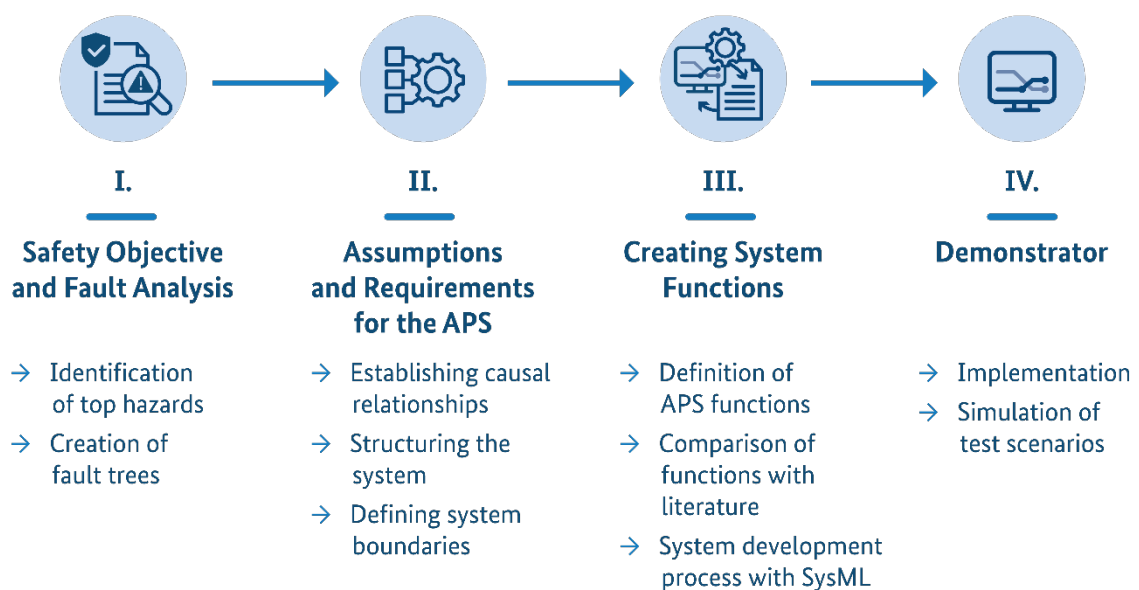 I.
Safety Objective
and Fault Analysis
→ Identification
of top hazards
→ Creation of
fault trees
II.
Assumptions
and Requirements
for the APS
→ Establishing causal
relationships
→ Structuring the
system
→ Defining system
boundaries
III.
Creating System
Functions
→ Definition of
APS functions
→ Comparison of
functions with
literature
→ System development
process with SysML
IV.
Demonstrator
→ Implementation
→ Simulation of
test scenarios